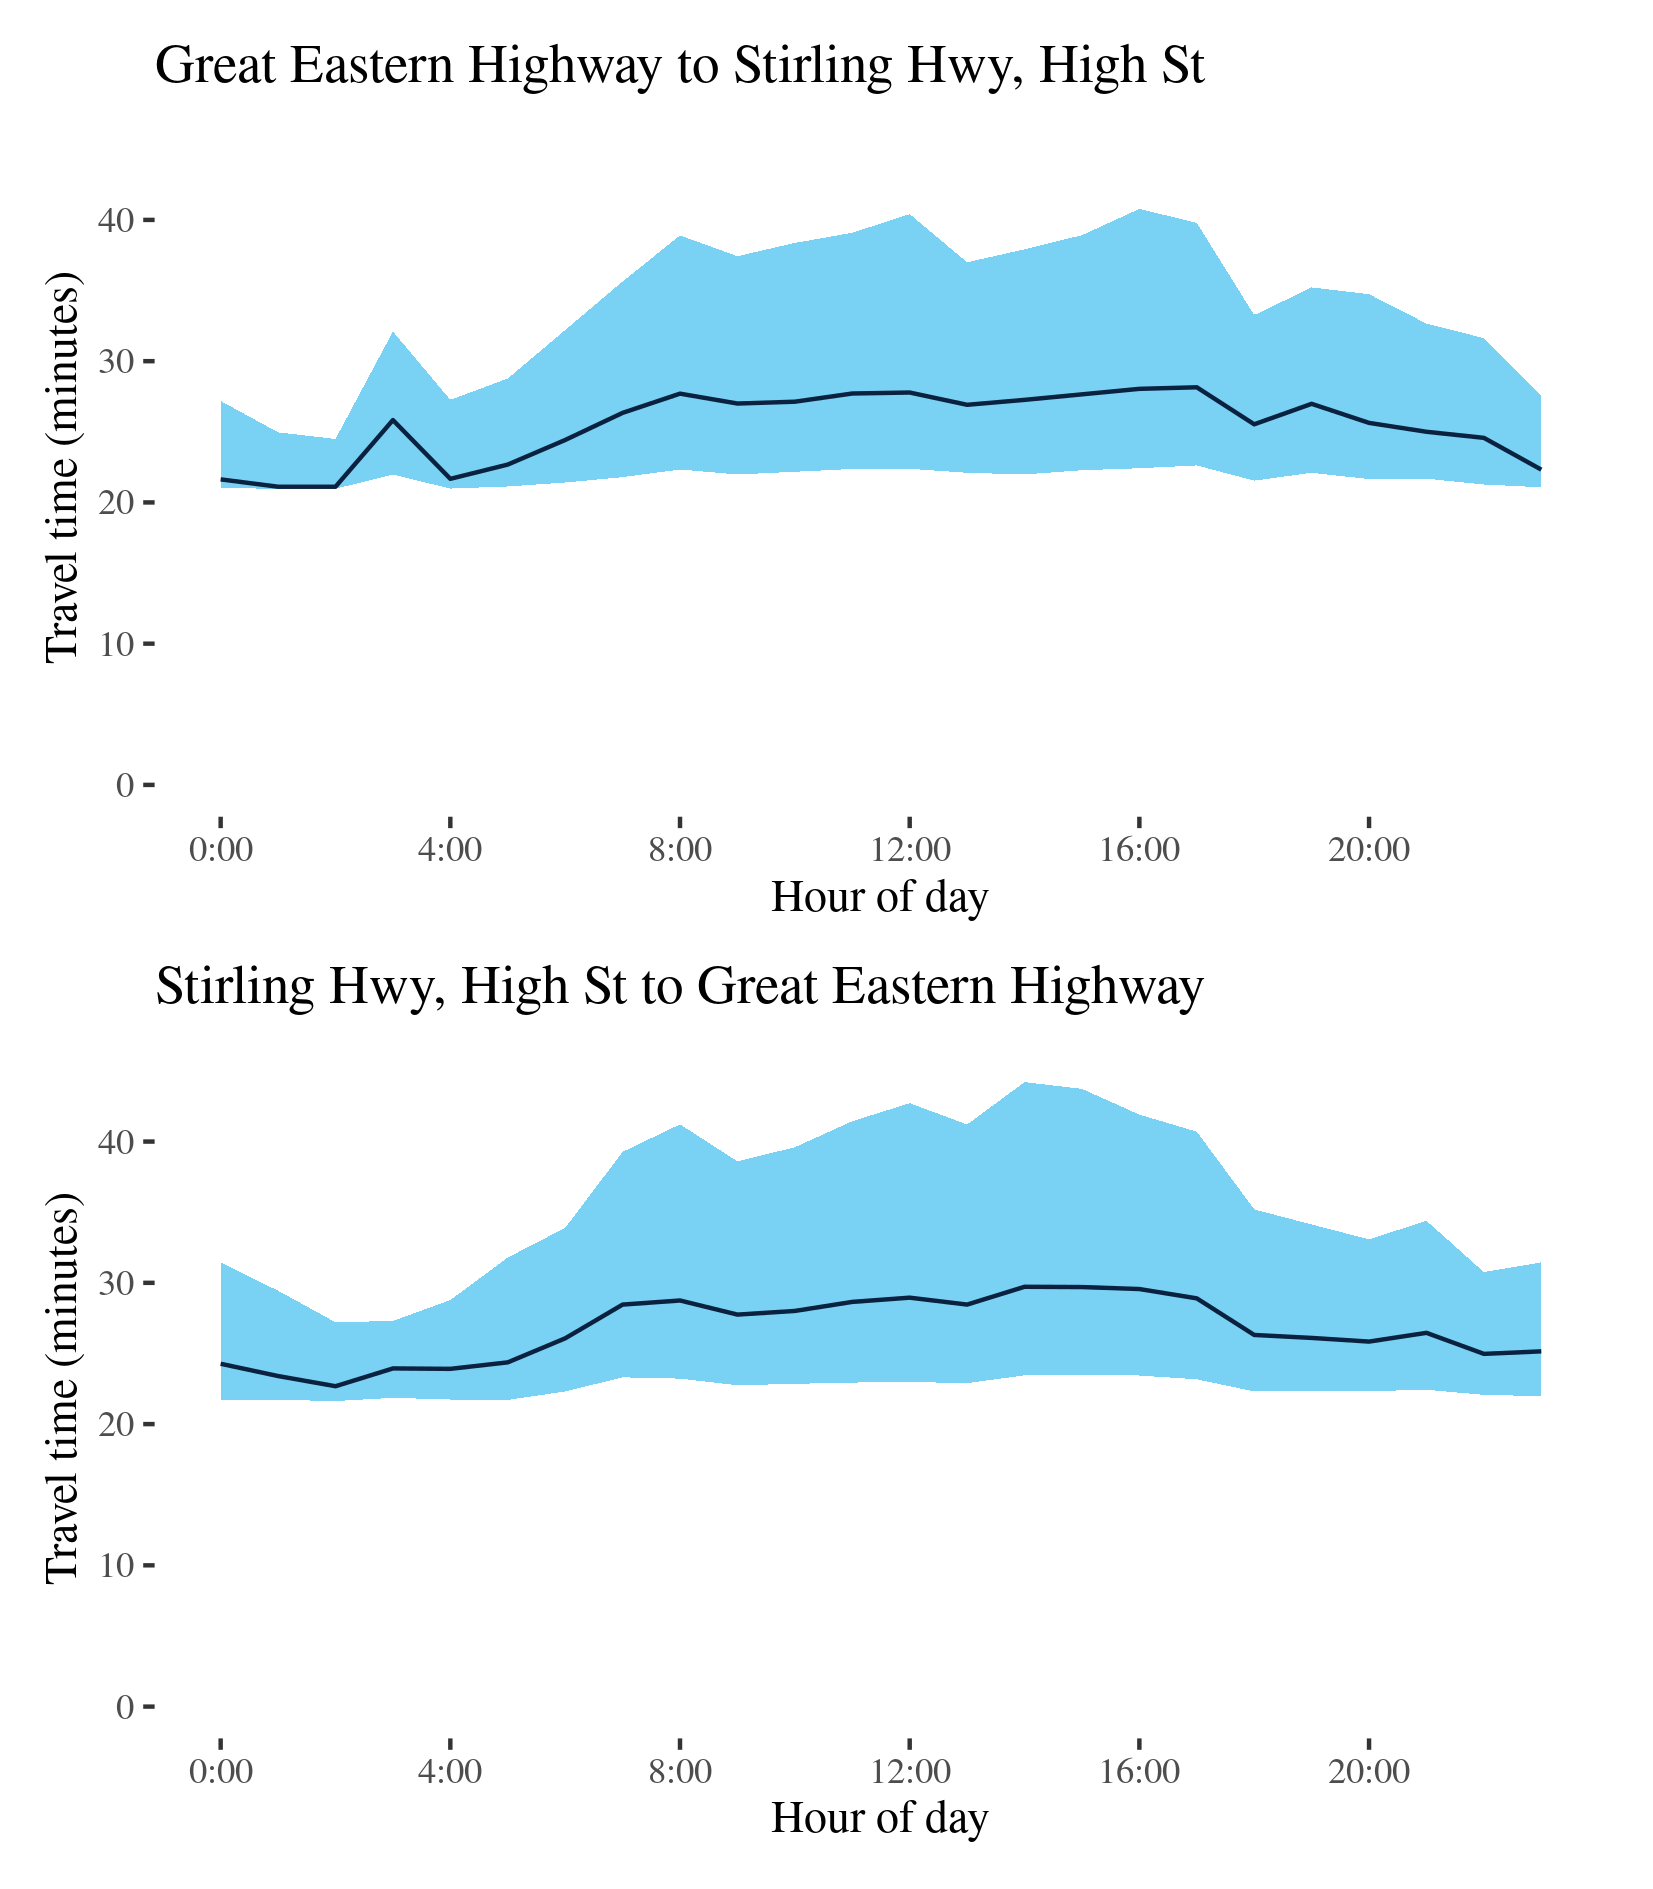 Great Eastern Highway to Stirling Hwy, High St
Travel time (minutes)
40
30
20
10
0
0:00 4:00 8:00 12:00 16:00 20:00
Hour of day
Stirling Hwy, High St to Great Eastern Highway
Travel time (minutes)
40
30
20
10
0
0:00 4:00 8:00 12:00 16:00 20:00
Hour of day